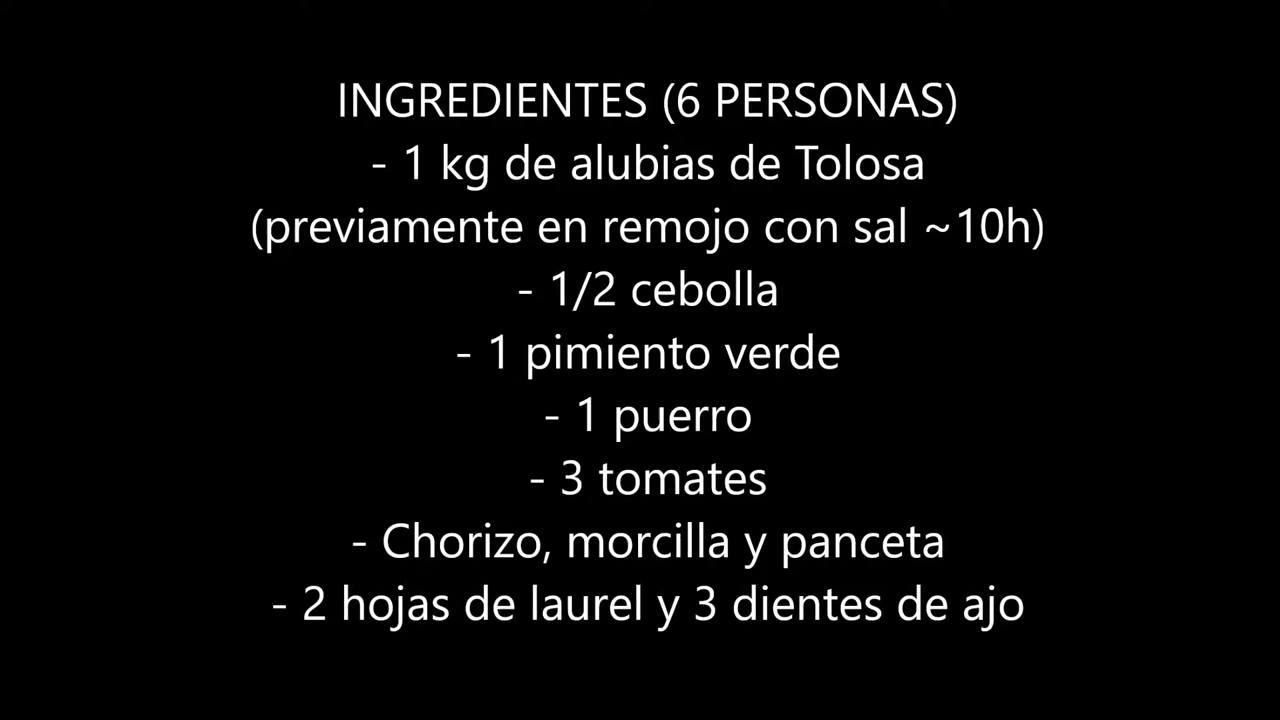 INGREDIENTES (6 PERSONAS)
- 1 kg de alubias de Tolosa
(previamente en remojo con sal ~10h)
- 1/2 cebolla
- 1 pimiento verde
- 1 puerro
- 3 tomates
- Chorizo, morcilla y panceta
- 2 hojas de laurel y 3 dientes de ajo